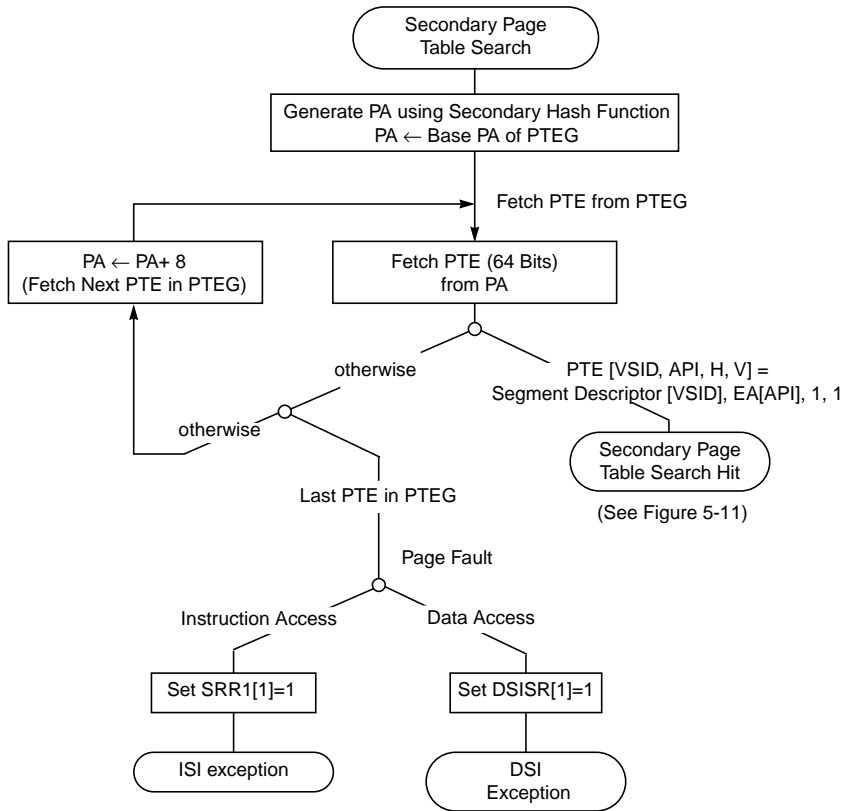 Secondary Page
Table Search
Generate PA using Secondary Hash Function
PA ← Base PA of PTEG
Fetch PTE from PTEG
PA ← PA+ 8
(Fetch Next PTE in PTEG)
Fetch PTE (64 Bits)
from PA
otherwise
PTE [VSID, API, H, V] =
Segment Descriptor [VSID], EA[API], 1, 1
otherwise
Secondary Page
Table Search Hit
(See Figure 5-11)
Last PTE in PTEG
Page Fault
Instruction Access
Data Access
Set SRR1[1]=1
Set DSISR[1]=1
ISI exception
DSI
Exception